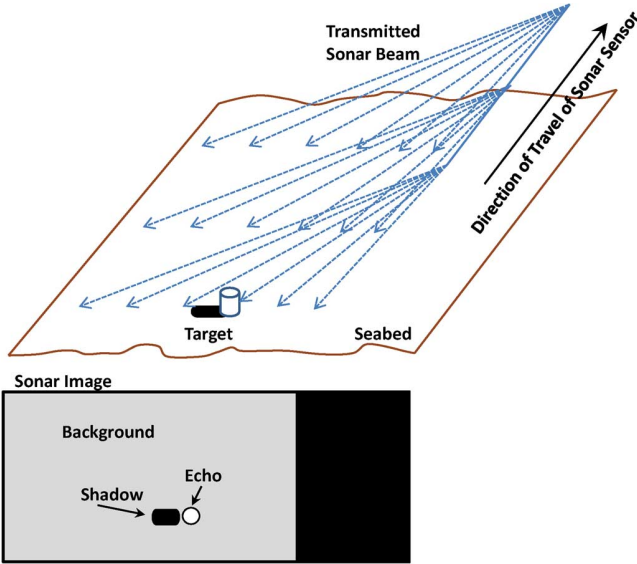 Transmitted
Sonar Beam
Direction of Travel of Sonar Sensor
Target
Seabed
Sonar Image
Background
Echo
Shadow